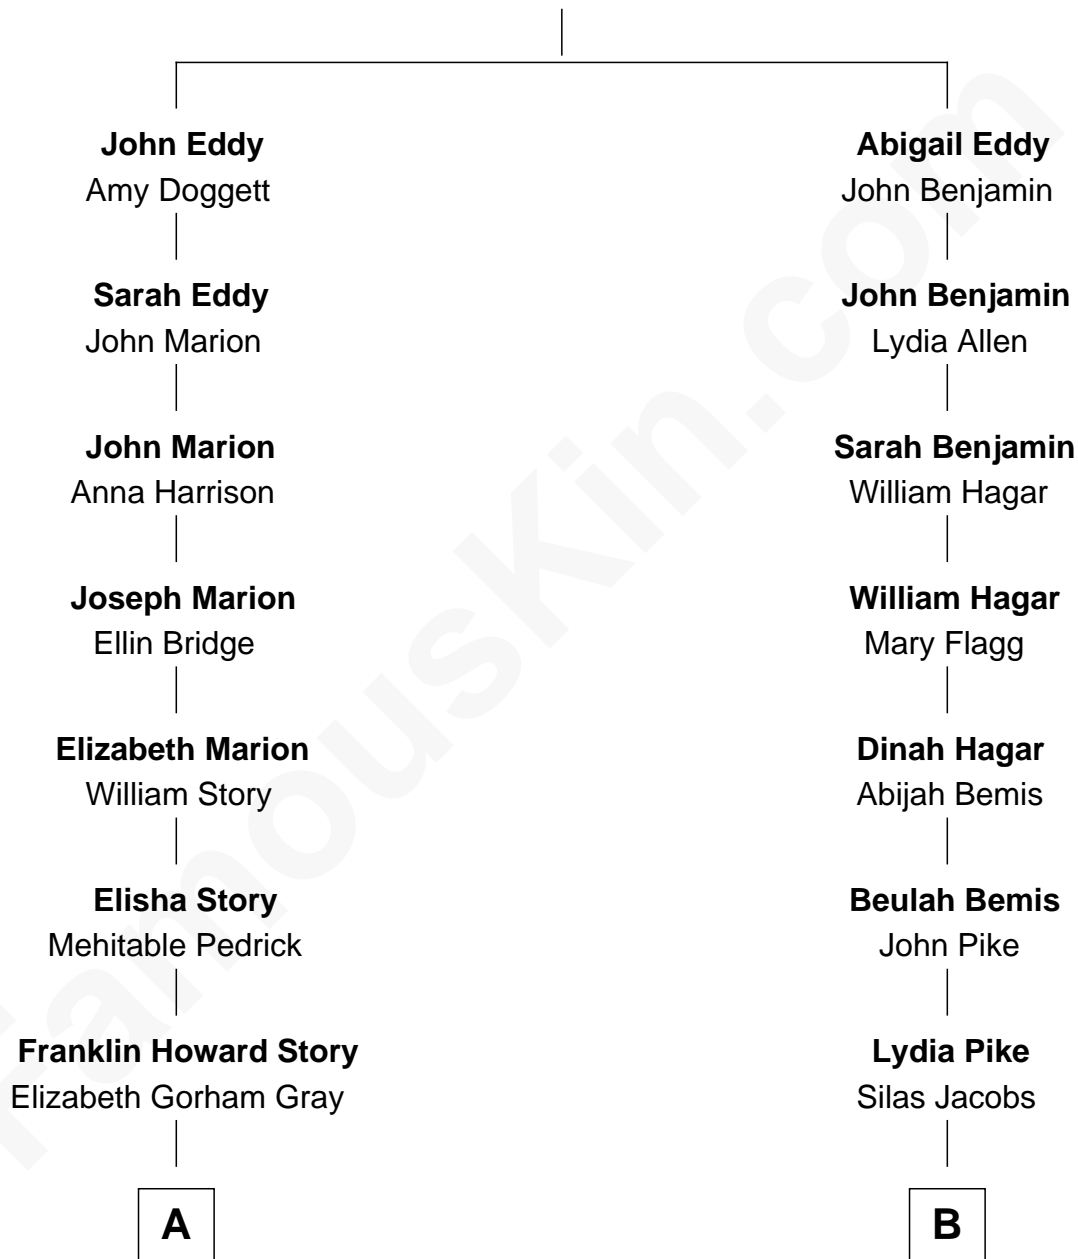 John Eddy
Amy Doggett
Sarah Eddy
John Marion
John Marion
Anna Harrison
Joseph Marion
Ellin Bridge
Elizabeth Marion
William Story
Elisha Story
Mehitable Pedrick
Franklin Howard Story
Elizabeth Gorham Gray
A
Abigail Eddy
John Benjamin
John Benjamin
Lydia Allen
Sarah Benjamin
William Hagar
William Hagar
Mary Flagg
Dinah Hagar
Abijah Bemis
Beulah Bemis
John Pike
Lydia Pike
Silas Jacobs
B
FamousKin.com